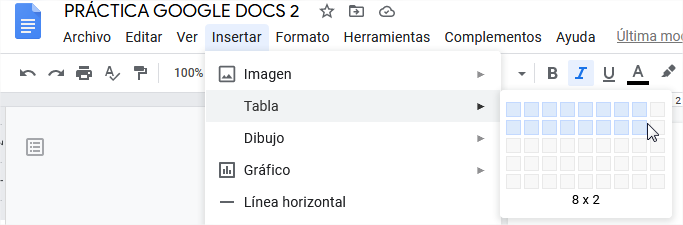 PRÁCTICA GOOGLE DOCS 2
Archivo Editar Ver Insertar Formato Herramientas Complementos Ayuda Última
100% B I U A
Imagen
Tabla
Dibujo
Gráfico
Línea horizontal
2
8 x 2